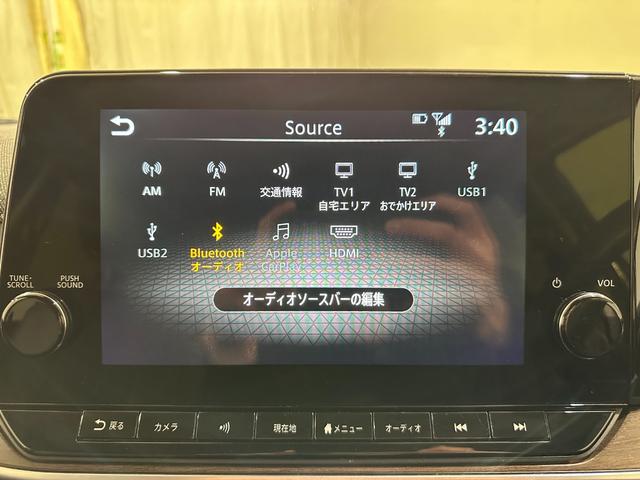 Source
3:40
AM
FM
交通情報
TV1
自宅エリア
TV2
おでかけエリア
USB1
USB2
Bluetooth
オーディオ
Apple
CarPlay
HDMI
オーディオソースバーの編集
TUNE・
SCROLL
PUSH
SOUND
VOL
戻る
カメラ
現在地
メニュー
オーディオ